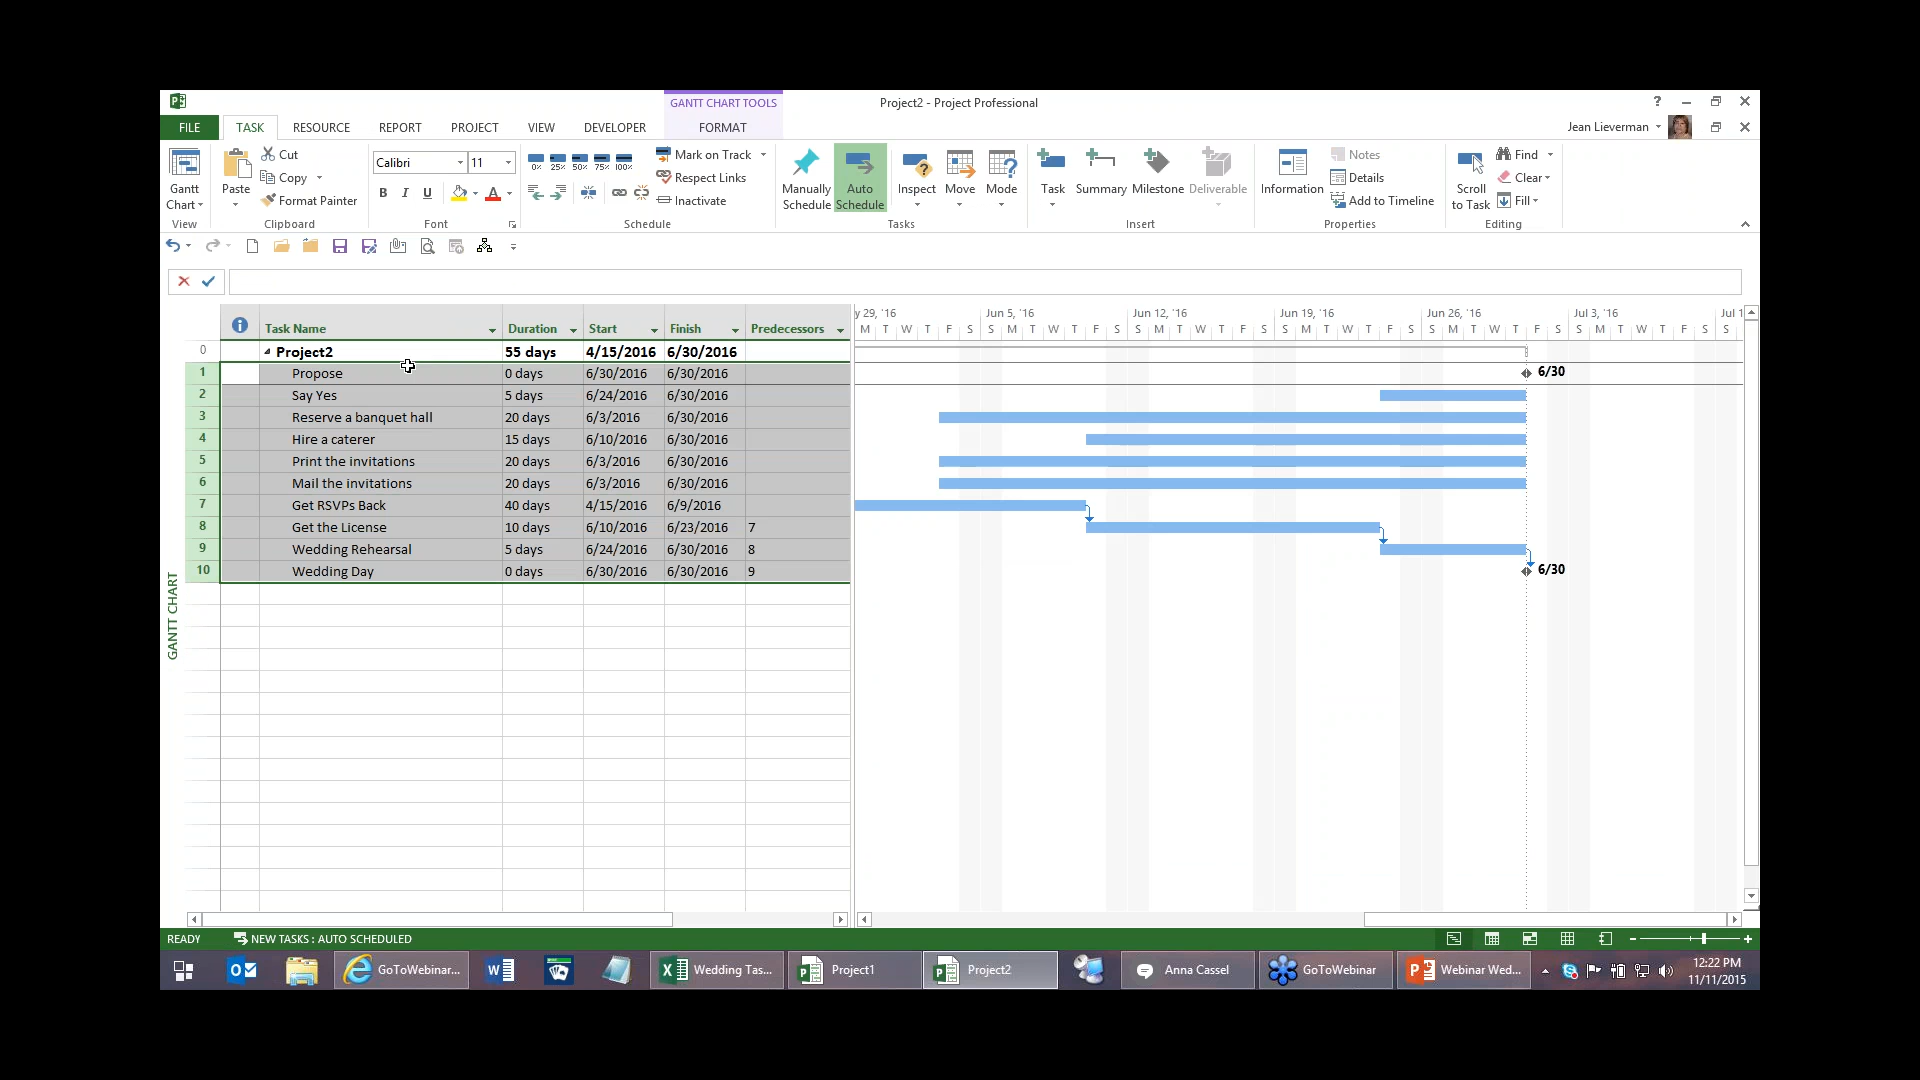 GANTT CHART TOOLS
Project2 - Project Professional
?
FILE TASK RESOURCE REPORT PROJECT VIEW DEVELOPER FORMAT
Jean Lieverman
Gantt Chart
View
Paste
Cut
Copy
Format Painter
Clipboard
Calibri 11
B I U A
Font
0% 25% 50% 75% 100%
Mark on Track
Respect Links
Inactivate
Schedule
Manually Schedule
Auto Schedule
Inspect
Move
Mode
Tasks
Task
Summary
Milestone
Deliverable
Insert
Information
Notes
Details
Add to Timeline
Properties
Scroll to Task
Find
Clear
Fill
Editing
Task Name Duration Start Finish Predecessors
0 Project2 55 days 4/15/2016 6/30/2016
1 Propose 0 days 6/30/2016 6/30/2016
2 Say Yes 5 days 6/24/2016 6/30/2016
3 Reserve a banquet hall 20 days 6/3/2016 6/30/2016
4 Hire a caterer 15 days 6/10/2016 6/30/2016
5 Print the invitations 20 days 6/3/2016 6/30/2016
6 Mail the invitations 20 days 6/3/2016 6/30/2016
7 Get RSVPs Back 40 days 4/15/2016 6/9/2016
8 Get the License 10 days 6/10/2016 6/23/2016 7
9 Wedding Rehearsal 5 days 6/24/2016 6/30/2016 8
10 Wedding Day 0 days 6/30/2016 6/30/2016 9
GANTT CHART
y 29, '16 Jun 5, '16 Jun 12, '16 Jun 19, '16 Jun 26, '16 Jul 3, '16 Jul 1
M T W T F S S M T W T F S S M T W T F S S M T W T F S S M T W T F S S M T W T F S S
6/30
6/30
READY NEW TASKS : AUTO SCHEDULED
GoToWebinar... Wedding Tas... Project1 Project2 Anna Cassel GoToWebinar Webinar Wed...
12:22 PM
11/11/2015